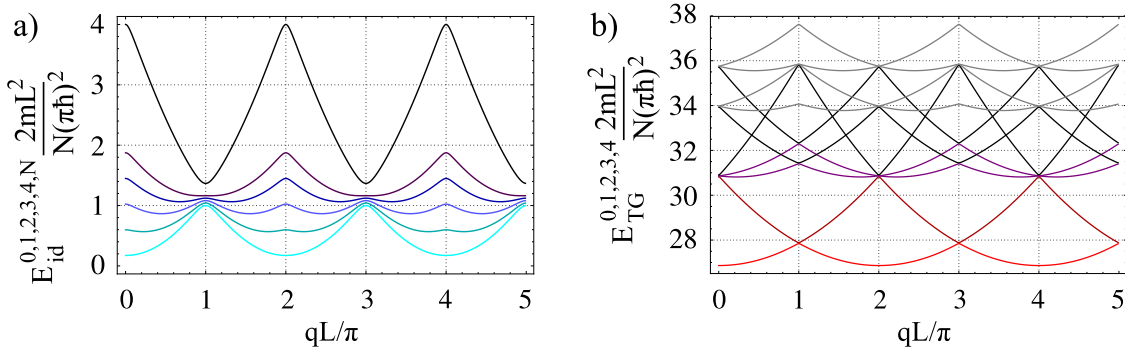 a)
E_id^0,1,2,3,4,N 2mL²/N(πħ)²
4
3
2
1
0
0 1 2 3 4 5
qL/π
b)
E_TG^0,1,2,3,4 2mL²/N(πħ)²
38
36
34
32
30
28
0 1 2 3 4 5
qL/π